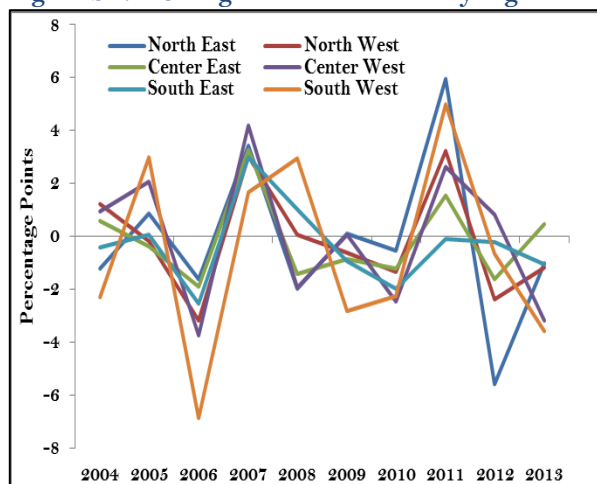 North East North West
Center East Center West
South East South West
Percentage Points
8
6
4
2
0
-2
-4
-6
-8
2004 2005 2006 2007 2008 2009 2010 2011 2012 2013